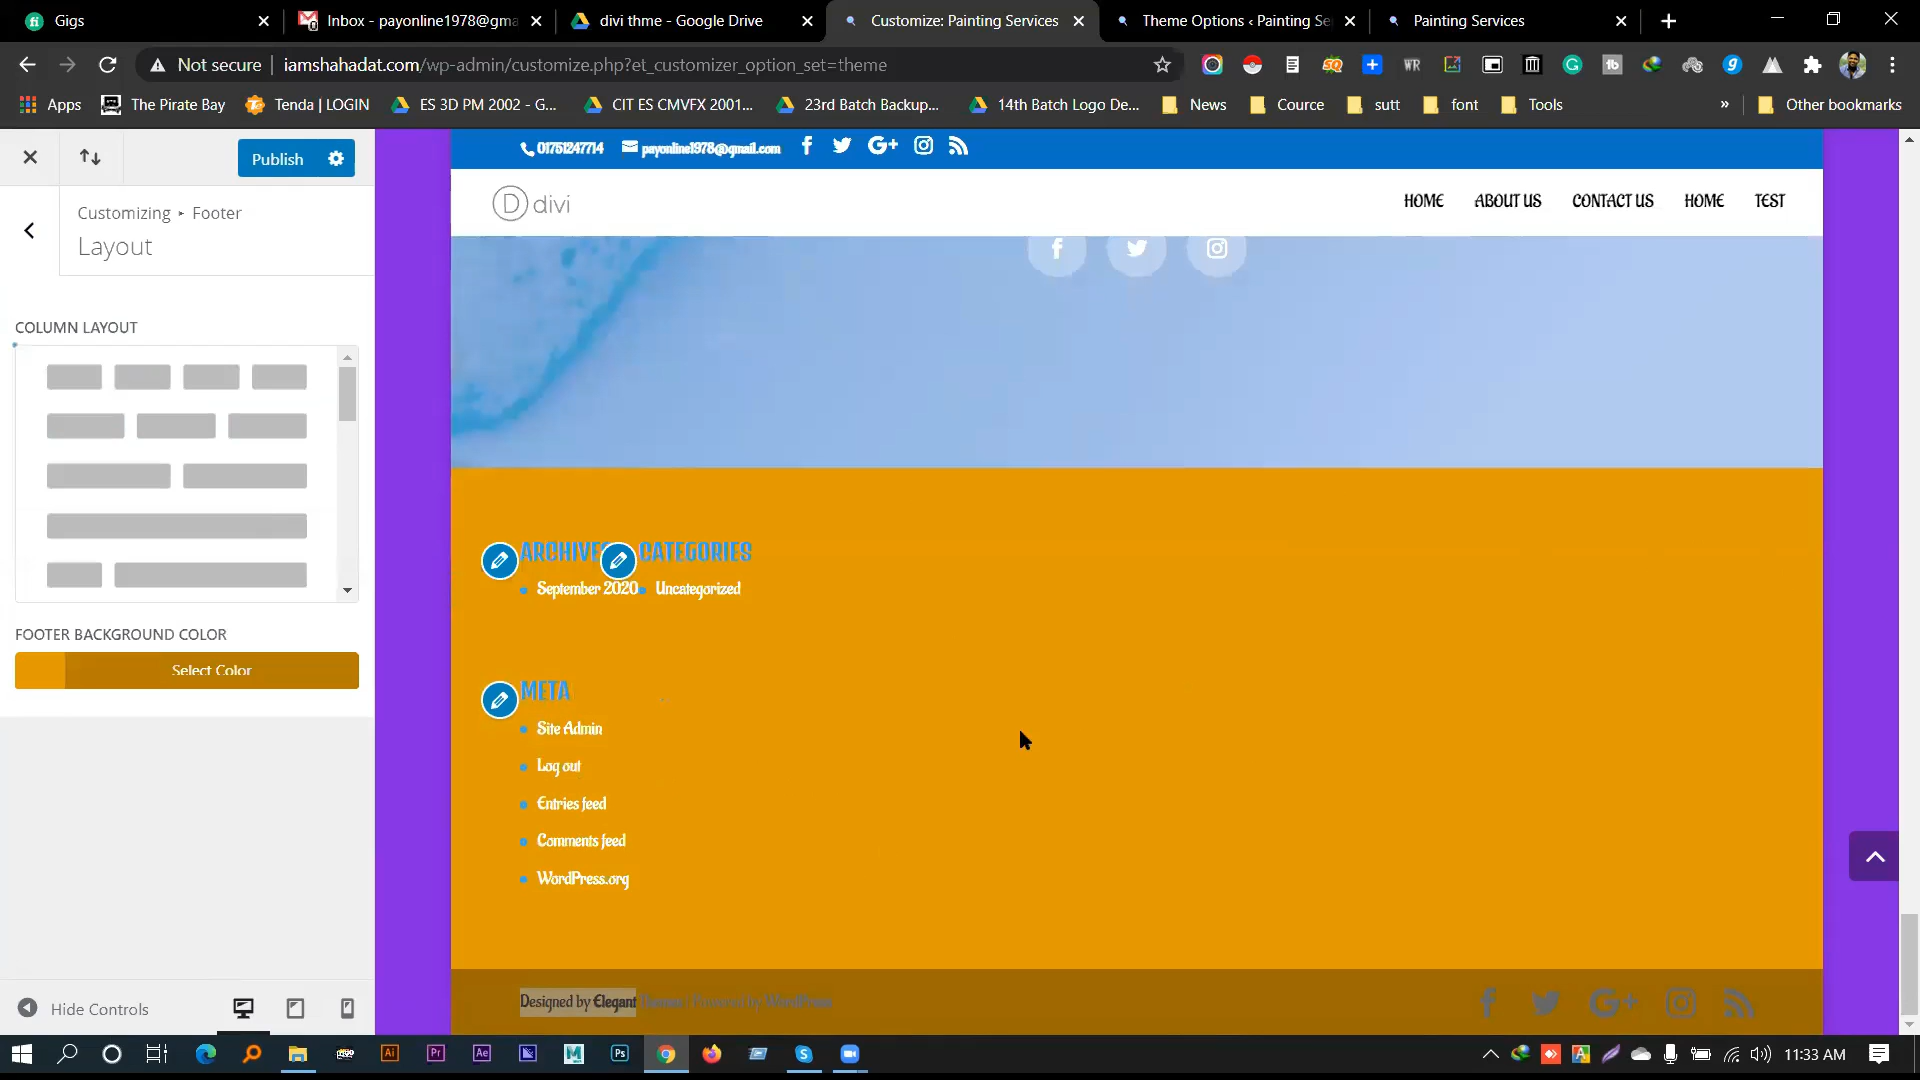 Gigs
Inbox - payonline1978@gma
divi thme - Google Drive
Customize: Painting Services
Theme Options ‹ Painting Se
Painting Services
Not secure
iamshahadat.com/wp-admin/customize.php?et_customizer_option_set=theme
Apps
The Pirate Bay
Tenda | LOGIN
ES 3D PM 2002 - G...
CIT ES CMVFX 2001...
23rd Batch Backup...
14th Batch Logo De...
News
Cource
sutt
font
Tools
»
Other bookmarks
Publish
Customizing ▸ Footer
Layout
COLUMN LAYOUT
FOOTER BACKGROUND COLOR
Select Color
Hide Controls
01751247714
payonline1978@gmail.com
divi
HOME
ABOUT US
CONTACT US
HOME
TEST
ARCHIVES
CATEGORIES
September 2020
Uncategorized
META
Site Admin
Log out
Entries feed
Comments feed
WordPress.org
Designed by Elegant Themes | Powered by WordPress
11:33 AM